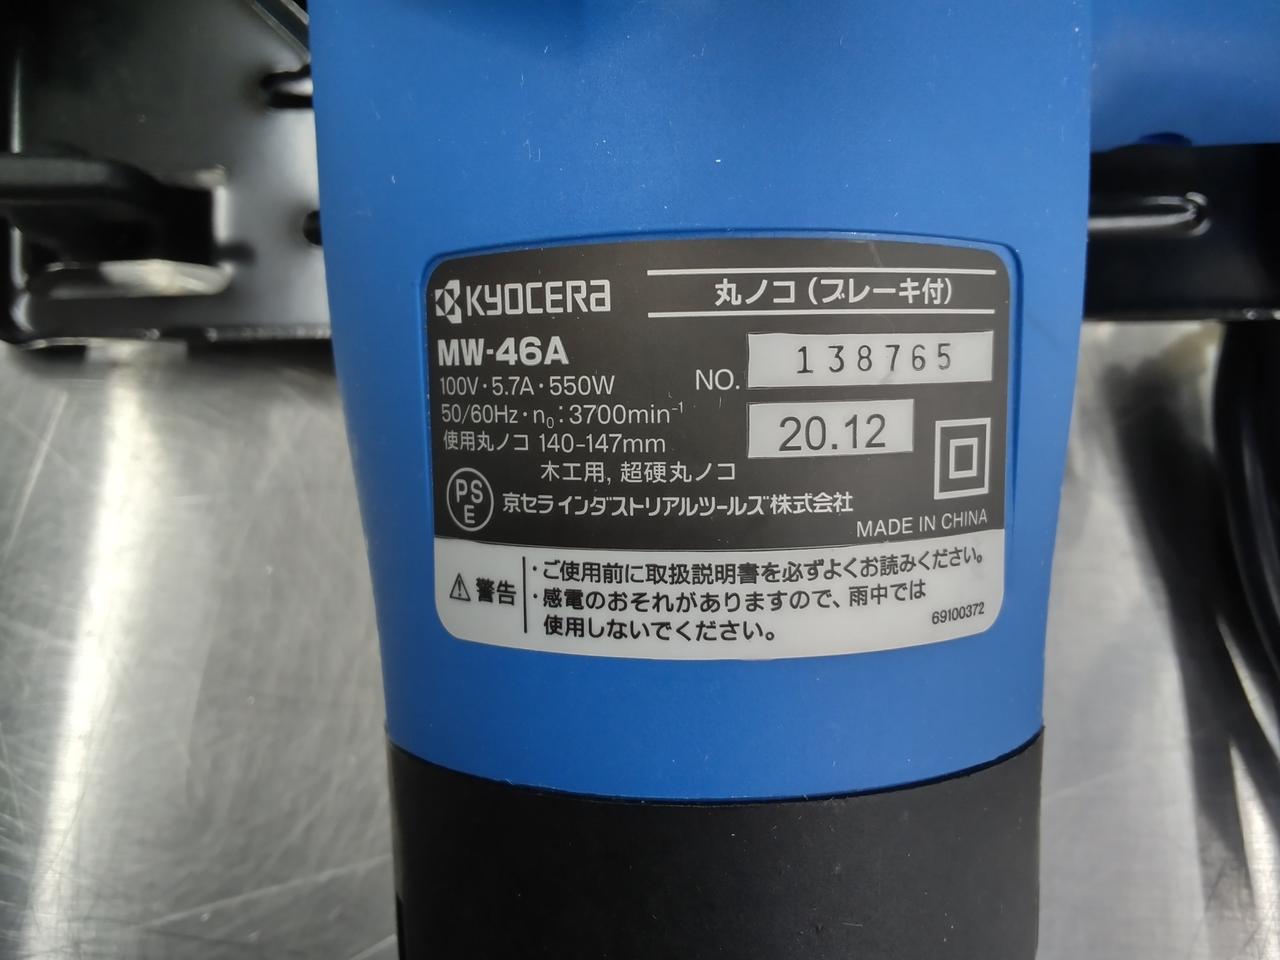 KYOCERA
丸ノコ(ブレーキ付)
MW-46A
100V・5.7A・550W
NO. 138765
50/60Hz・n₀:3700min⁻¹
20.12
使用丸ノコ 140-147mm
木工用, 超硬丸ノコ
PSE
京セラインダストリアルツールズ株式会社
MADE IN CHINA
⚠警告
・ご使用前に取扱説明書を必ずよくお読みください。
・感電のおそれがありますので、雨中では
使用しないでください。
69100372